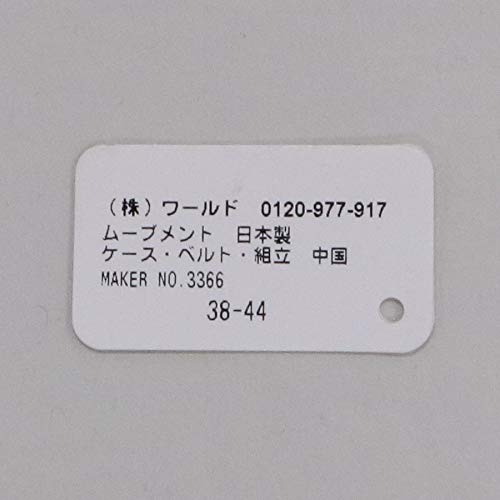 （株）ワールド　0120-977-917
ムーブメント　日本製
ケース・ベルト・組立　中国
MAKER NO.3366
38-44